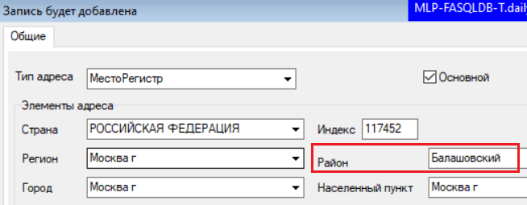 Запись будет добавлена
MLP-FASQLDB-T.dail
Общие
Тип адреса МестоРегистр Основной
Элементы адреса
Страна РОССИЙСКАЯ ФЕДЕРАЦИЯ Индекс 117452
Регион Москва г Район Балашовский
Город Москва г Населенный пункт Москва г